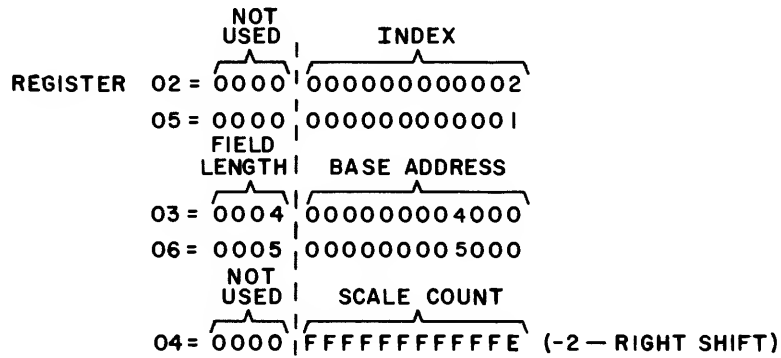 NOT
USED INDEX
REGISTER 02 = 0000 000000000002
05 = 0000 000000000001
FIELD
LENGTH BASE ADDRESS
03 = 0004 000000004000
06 = 0005 000000005000
NOT
USED SCALE COUNT
04 = 0000 FFFFFFFFFFFE (-2 — RIGHT SHIFT)